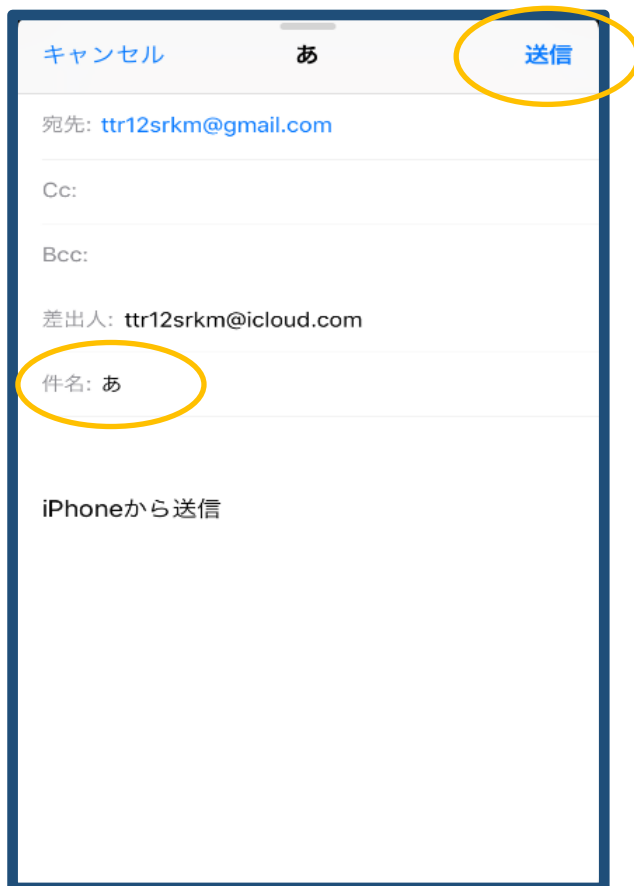 キャンセル あ 送信
宛先: ttr12srkm@gmail.com
Cc:
Bcc:
差出人: ttr12srkm@icloud.com
件名: あ
iPhoneから送信